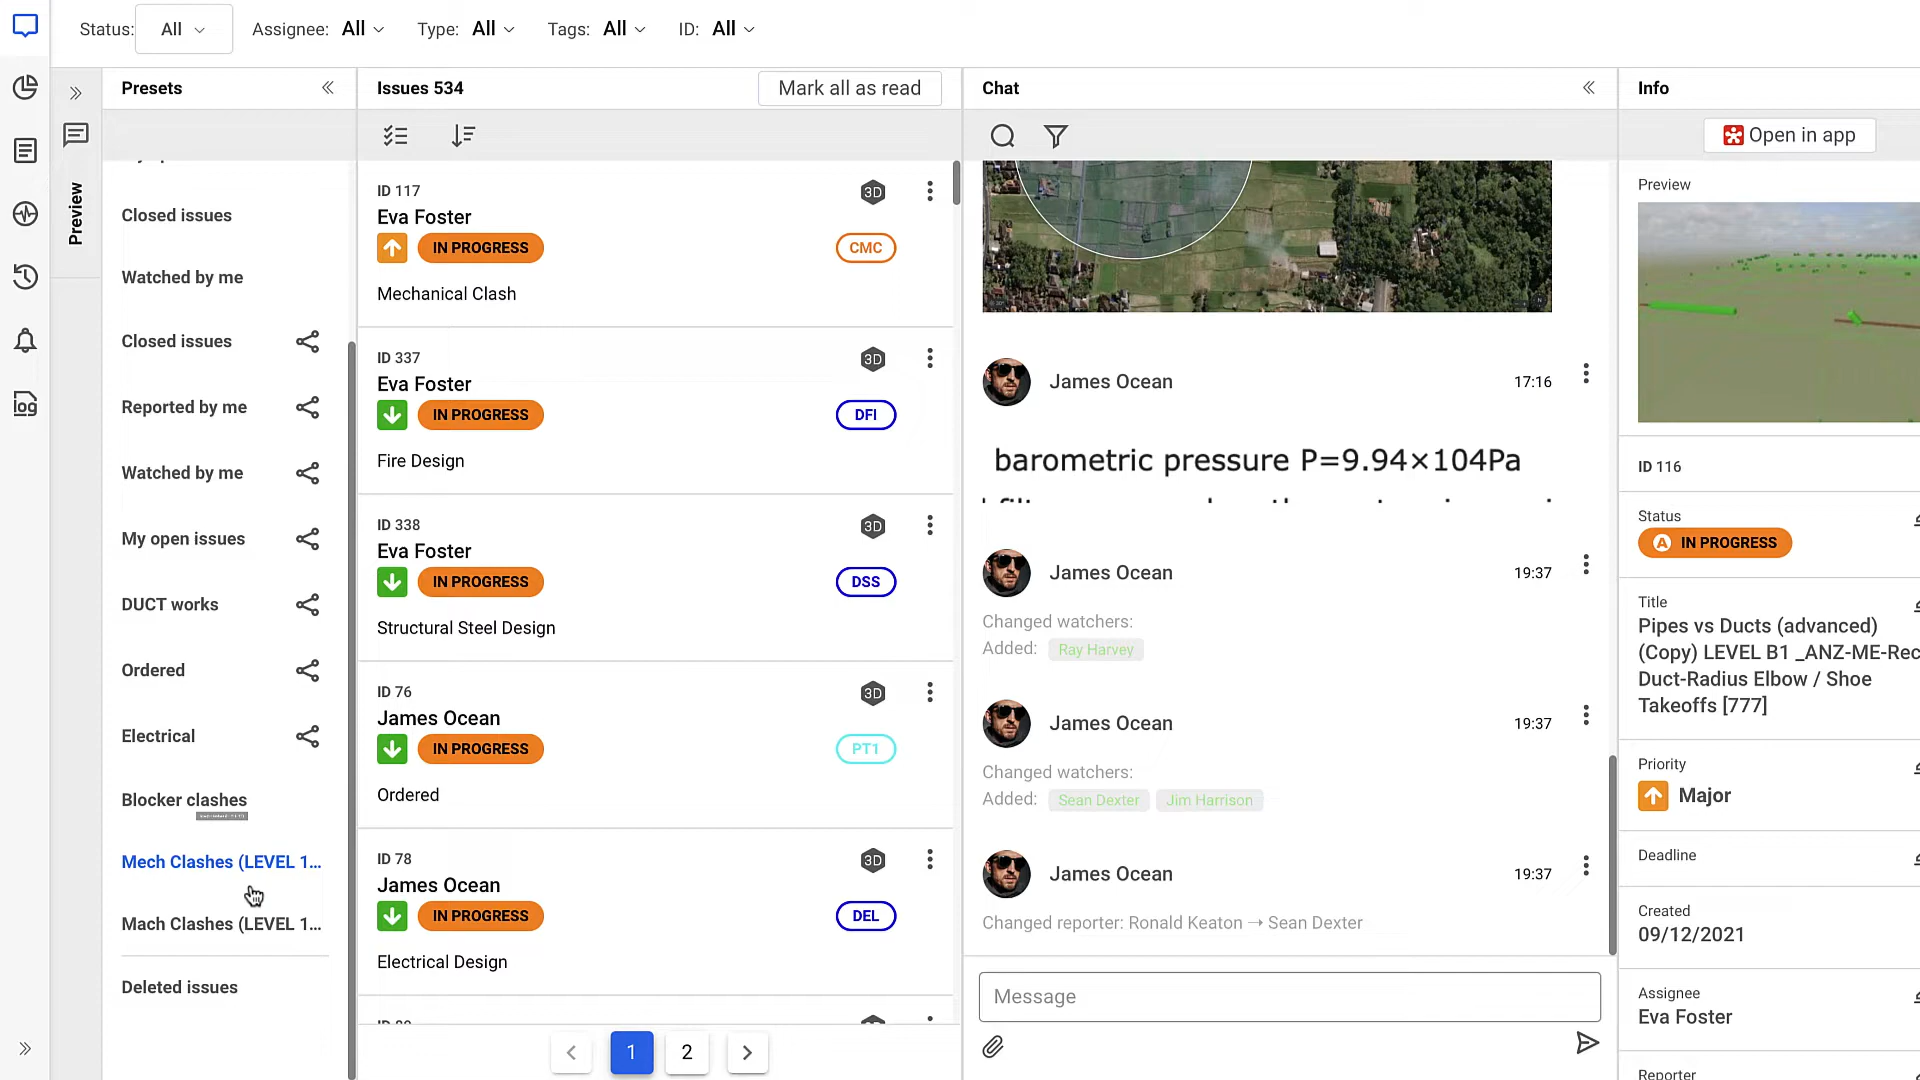 Status: All
Assignee: All
Type: All
Tags: All
ID: All
Presets
Issues 534
Mark all as read
Chat
Info
Preview
Closed issues
Watched by me
Closed issues
Reported by me
Watched by me
My open issues
DUCT works
Ordered
Electrical
Blocker clashes
Mech Clashes (LEVEL 1...
Mach Clashes (LEVEL 1...
Deleted issues
ID 117
3D
Eva Foster
IN PROGRESS
CMC
Mechanical Clash
ID 337
3D
Eva Foster
IN PROGRESS
DFI
Fire Design
ID 338
3D
Eva Foster
IN PROGRESS
DSS
Structural Steel Design
ID 76
3D
James Ocean
IN PROGRESS
PT1
Ordered
ID 78
3D
James Ocean
IN PROGRESS
DEL
Electrical Design
1
2
James Ocean
17:16
barometric pressure P=9.94×104Pa
James Ocean
19:37
Changed watchers:
Added: Ray Harvey
James Ocean
19:37
Changed watchers:
Added: Sean Dexter Jim Harrison
James Ocean
19:37
Changed reporter: Ronald Keaton → Sean Dexter
Message
Open in app
Preview
ID 116
Status
A IN PROGRESS
Title
Pipes vs Ducts (advanced)
(Copy) LEVEL B1 _ANZ-ME-Rec
Duct-Radius Elbow / Shoe
Takeoffs [777]
Priority
Major
Deadline
Created
09/12/2021
Assignee
Eva Foster
Reporter
log